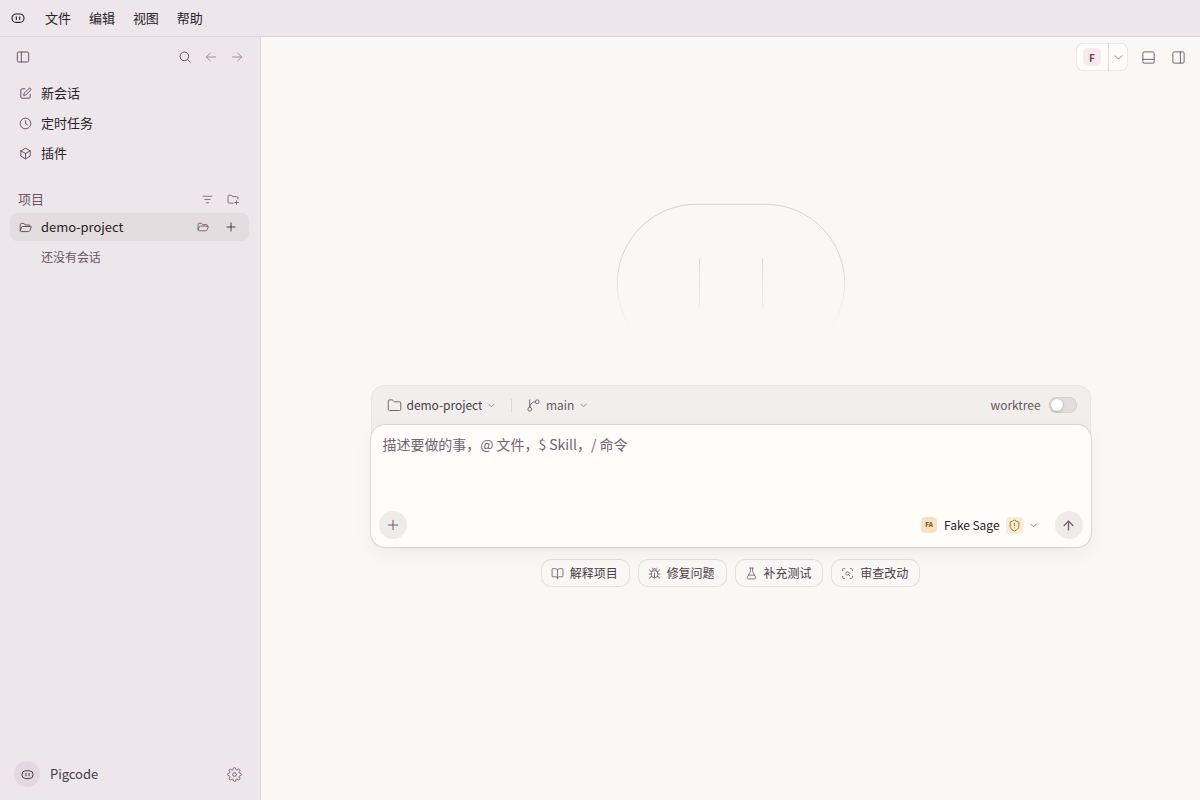 文件 编辑 视图 帮助
F
新会话
定时任务
插件
项目
demo-project
还没有会话
demo-project main worktree
描述要做的事，@ 文件，$ Skill，/ 命令
FA Fake Sage
解释项目 修复问题 补充测试 审查改动
Pigcode